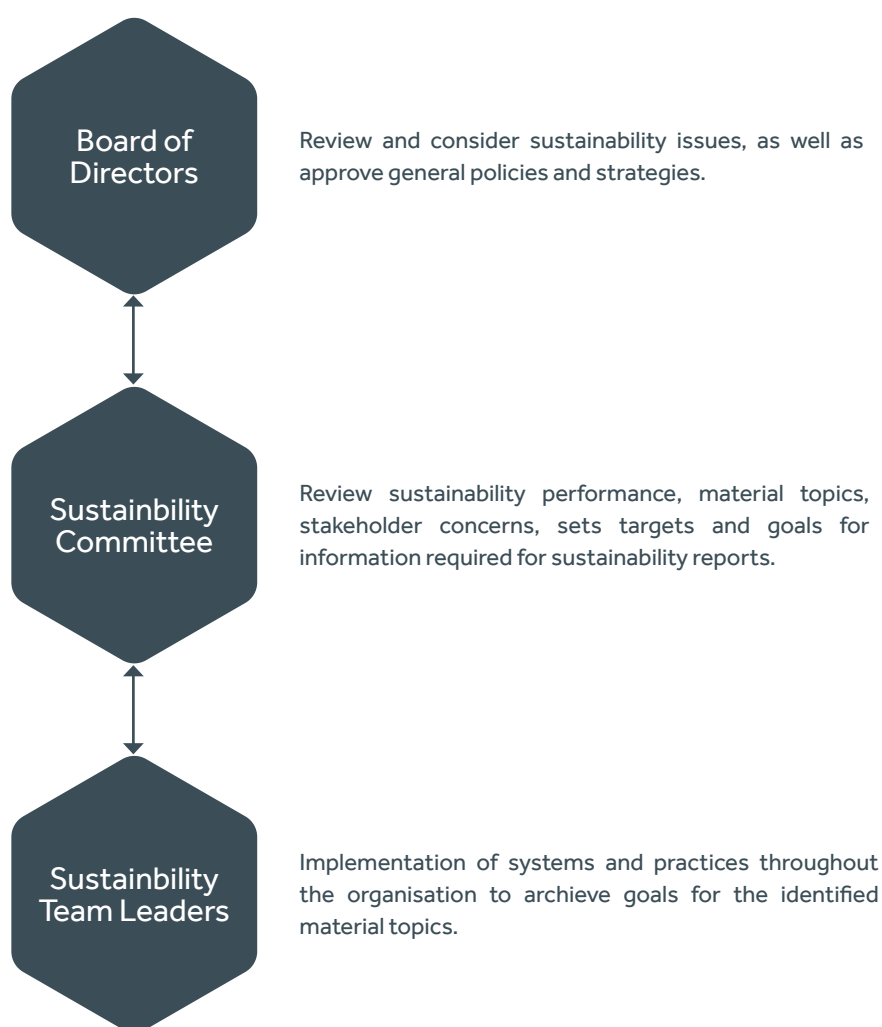 Board of
Directors
Review and consider sustainability issues, as well as
approve general policies and strategies.
Sustainbility
Committee
Review sustainability performance, material topics,
stakeholder concerns, sets targets and goals for
information required for sustainability reports.
Sustainbility
Team Leaders
Implementation of systems and practices throughout
the organisation to archieve goals for the identified
material topics.